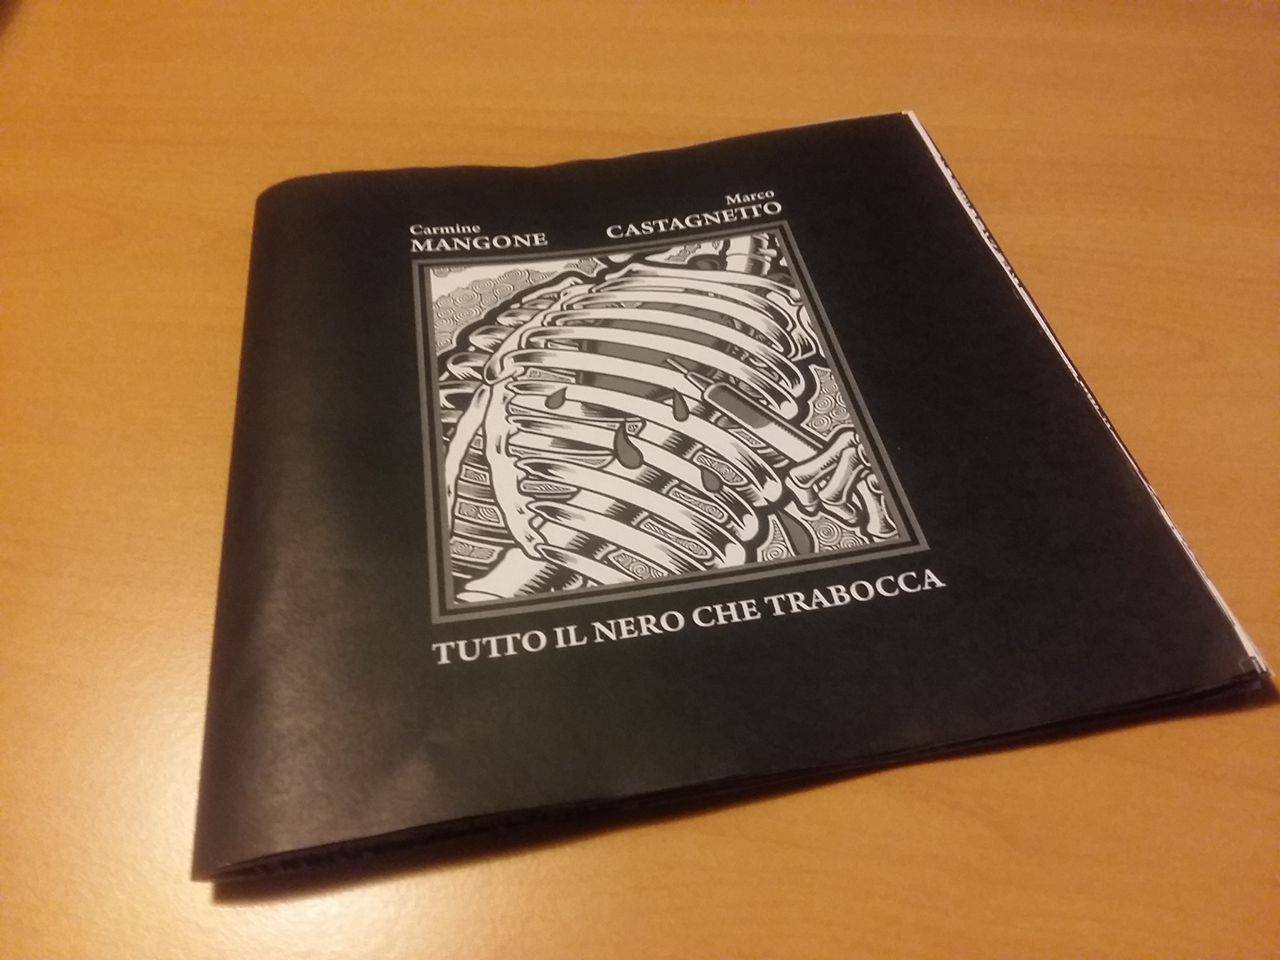 Carmine
MANGONE
Marco
CASTAGNETTO
TUTTO IL NERO CHE TRABOCCA